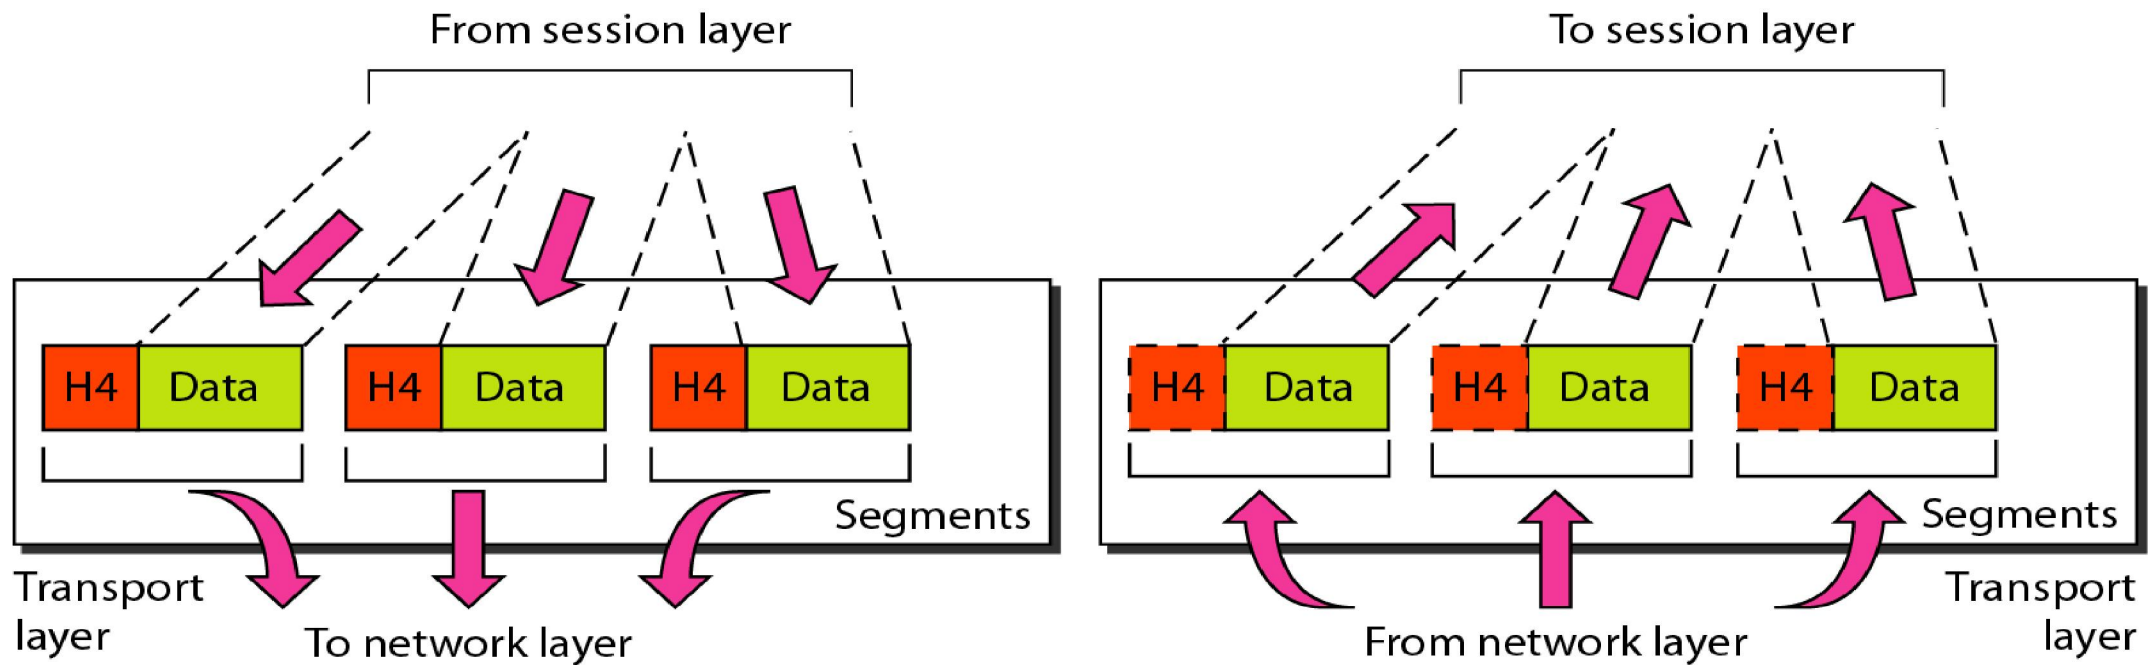 From session layer
H4 Data H4 Data H4 Data
Segments
Transport
layer
To network layer
To session layer
H4 Data H4 Data H4 Data
Segments
Transport
layer
From network layer